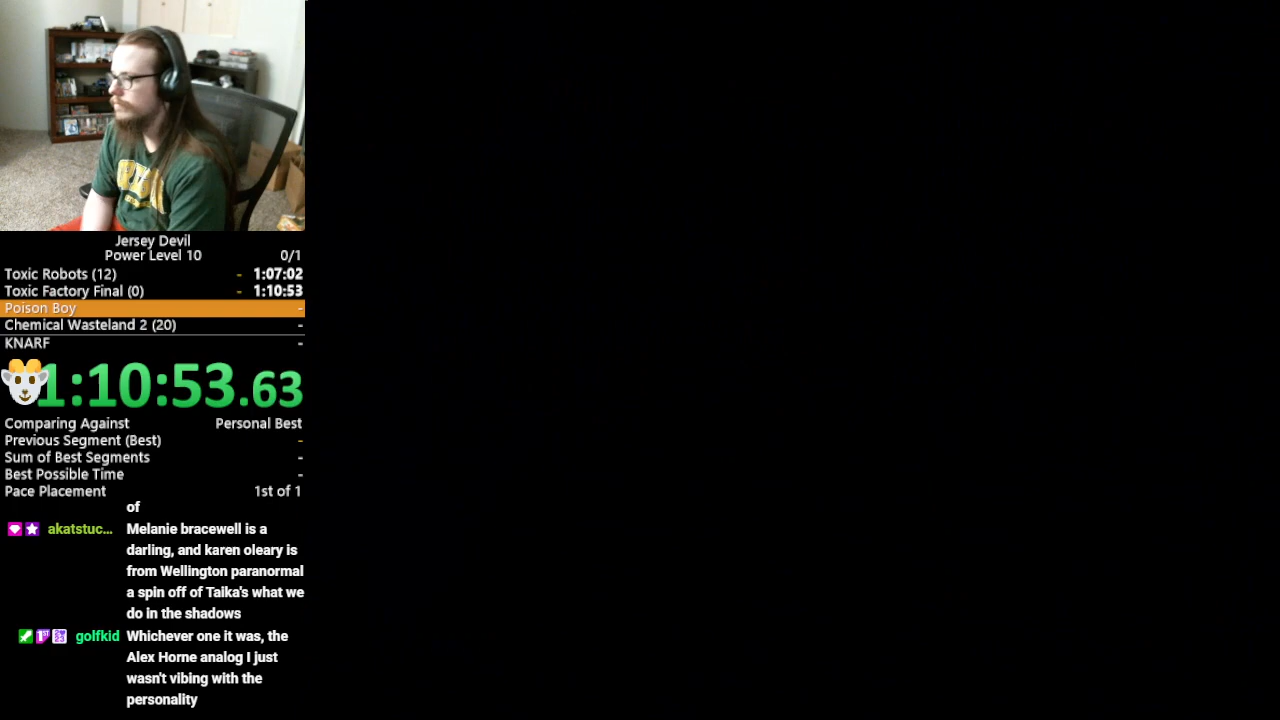 Jersey Devil
Power Level 10 0/1
Toxic Robots (12) - 1:07:02
Toxic Factory Final (0) - 1:10:53
Poison Boy -
Chemical Wasteland 2 (20) -
KNARF -
1:10:53.63
Comparing Against Personal Best
Previous Segment (Best) -
Sum of Best Segments -
Best Possible Time -
Pace Placement 1st of 1
of
akatstuc... Melanie bracewell is a
darling, and karen oleary is
from Wellington paranormal
a spin off of Taika's what we
do in the shadows
golfkid Whichever one it was, the
Alex Horne analog I just
wasn't vibing with the
personality